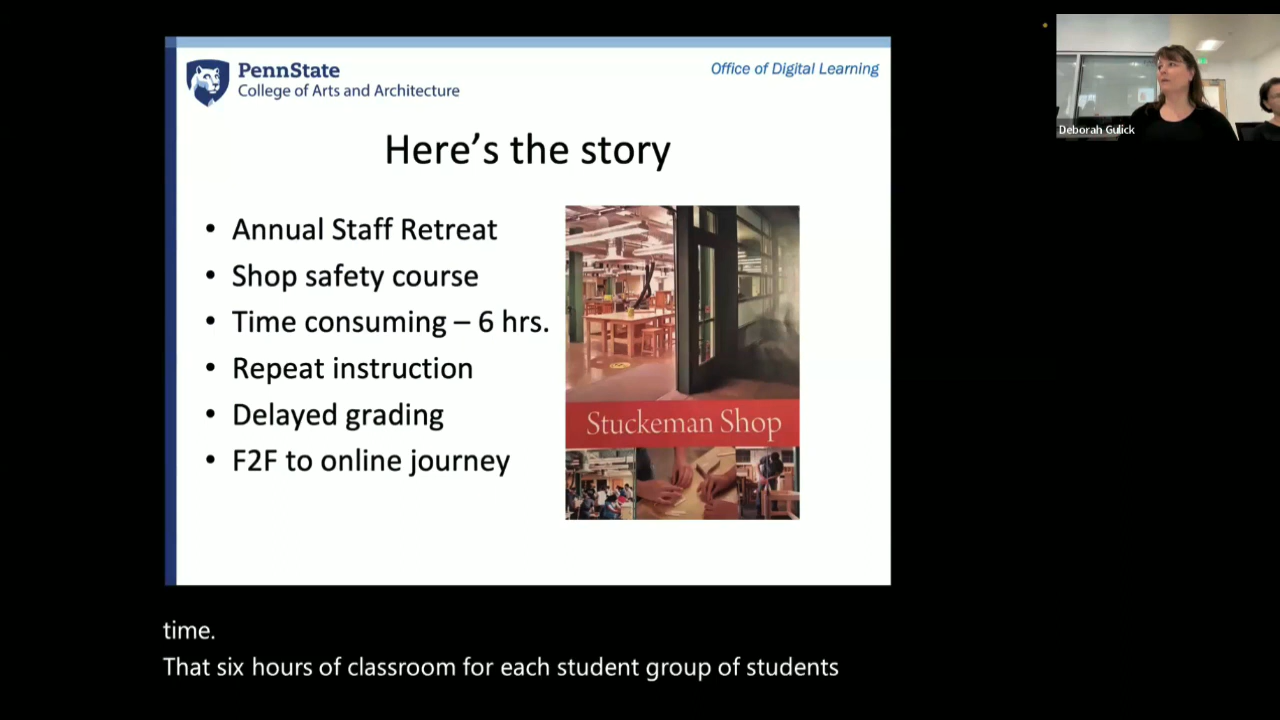 PennState
College of Arts and Architecture
Office of Digital Learning
Here's the story
• Annual Staff Retreat
• Shop safety course
• Time consuming – 6 hrs.
• Repeat instruction
• Delayed grading
• F2F to online journey
Stuckeman Shop
Deborah Gulick
time.
That six hours of classroom for each student group of students